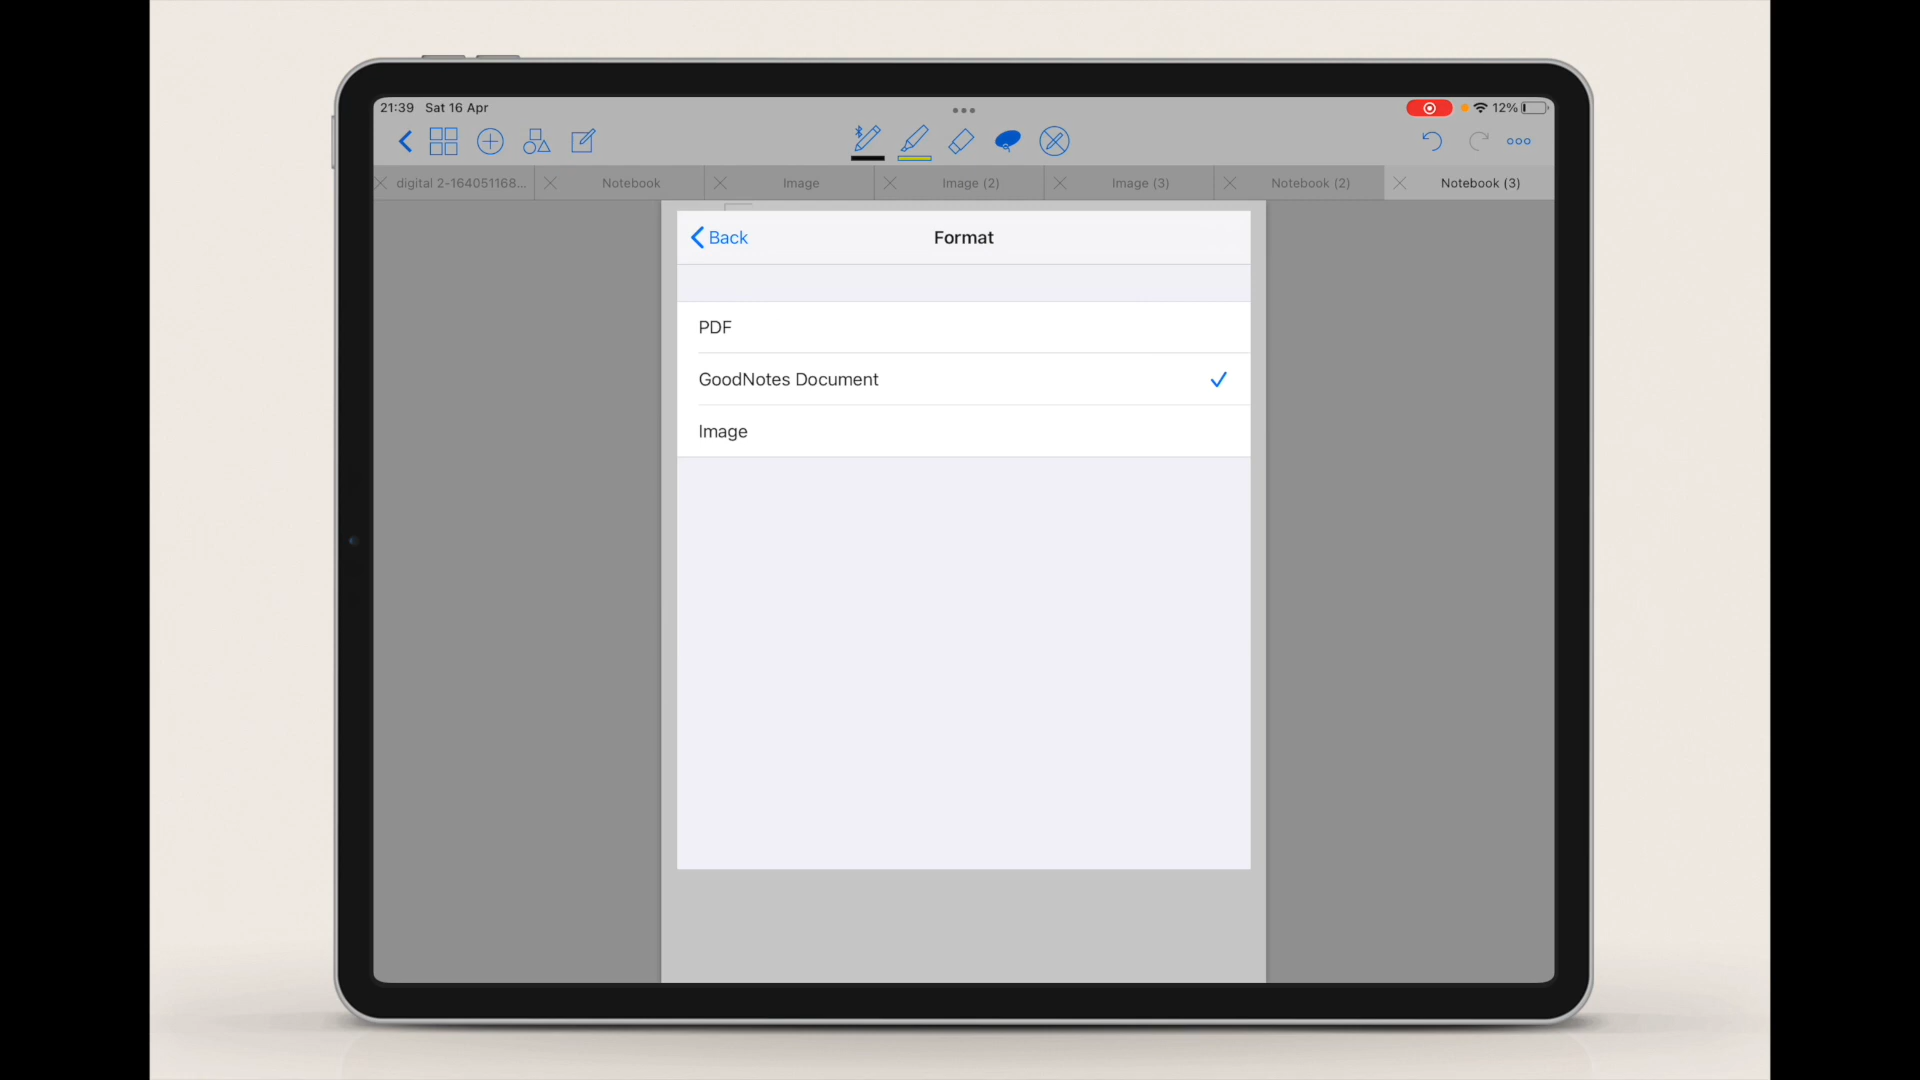 21:39 Sat 16 Apr
12%
digital 2-164051168...
Notebook
Image
Image (2)
Image (3)
Notebook (2)
Notebook (3)
Back
Format
PDF
GoodNotes Document
Image